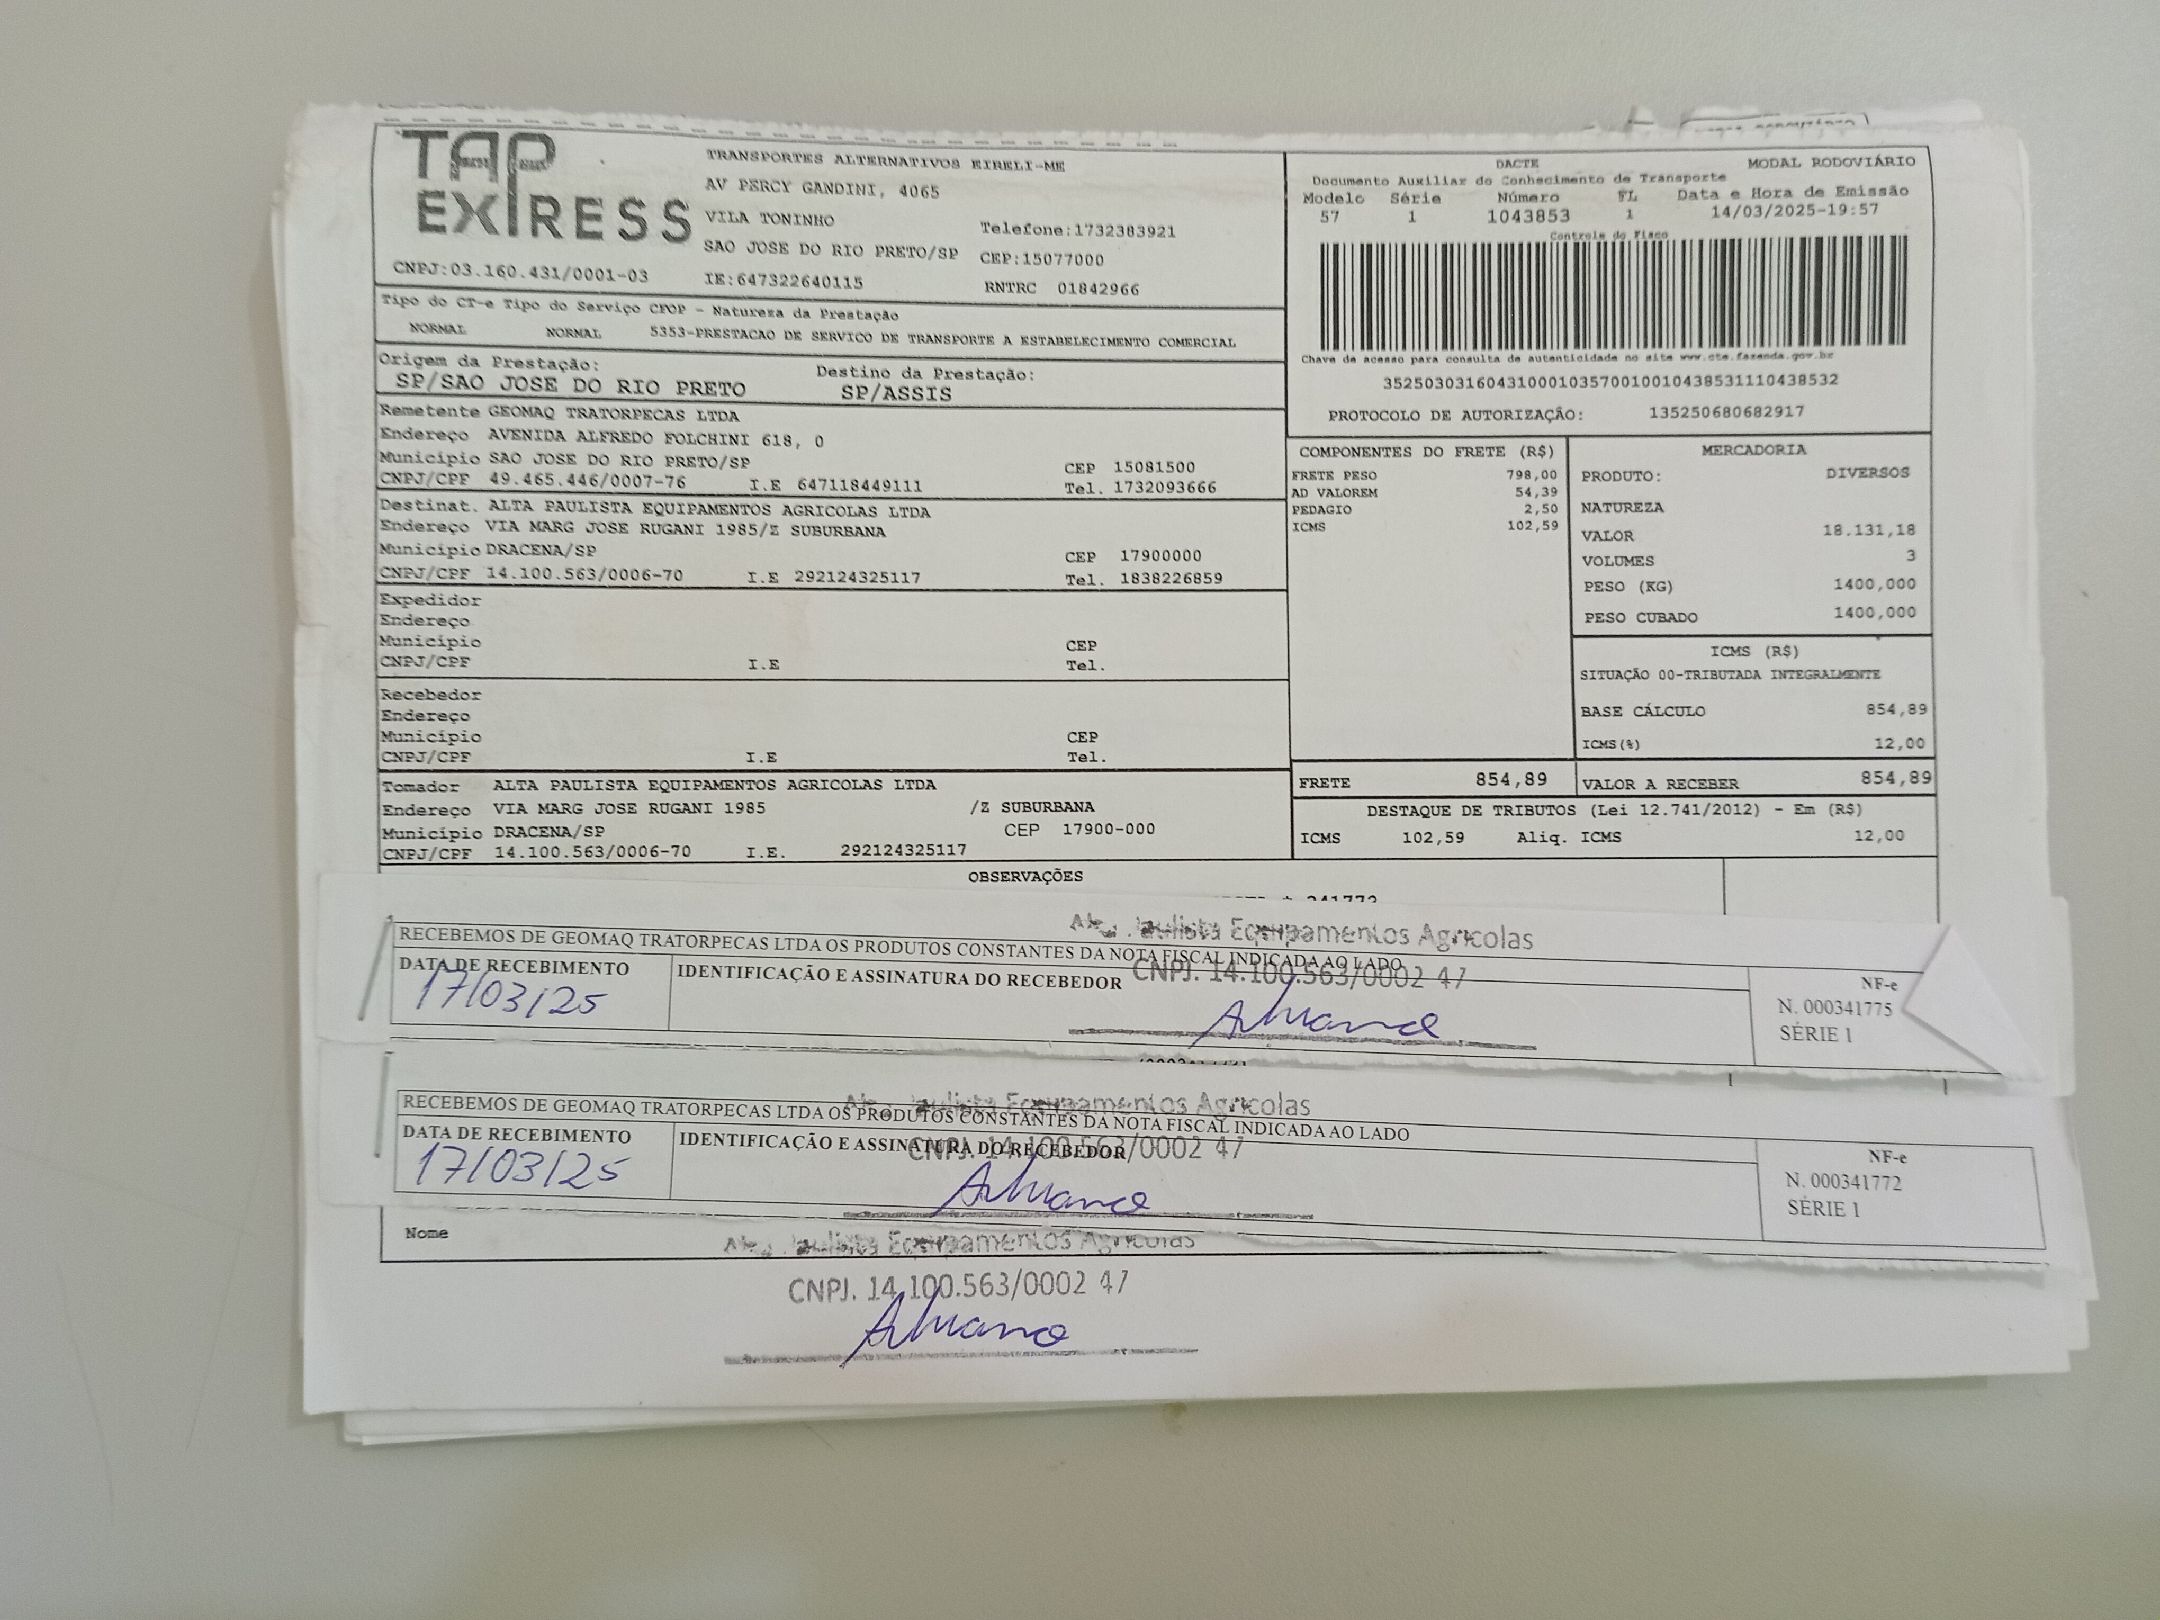 TAP
EXPRESS
CNPJ:03.160.431/0001-03
TRANSPORTES ALTERNATIVOS EIRELI-ME
AV PERCY GANDINI, 4065
VILA TONINHO
SAO JOSE DO RIO PRETO/SP
IE:647322640115
Telefone:1732383921
CEP:15077000
RNTRC 01842966
DACTE MODAL RODOVIÁRIO
Documento Auxiliar do Conhecimento de Transporte
Modelo Série Número FL Data e Hora de Emissão
57 1 1043853 1 14/03/2025-19:57
Controle do Fisco
Chave de acesso para consulta de autenticidade no site www.cte.fazenda.gov.br
35250303160431000103570010010438531110438532
PROTOCOLO DE AUTORIZAÇÃO: 135250680682917
Tipo do CT-e Tipo do Serviço CFOP - Natureza da Prestação
NORMAL NORMAL 5353-PRESTACAO DE SERVICO DE TRANSPORTE A ESTABELECIMENTO COMERCIAL
Origem da Prestação: Destino da Prestação:
SP/SAO JOSE DO RIO PRETO SP/ASSIS
Remetente GEOMAQ TRATORPECAS LTDA
Endereço AVENIDA ALFREDO FOLCHINI 618, 0
Município SAO JOSE DO RIO PRETO/SP CEP 15081500
CNPJ/CPF 49.465.446/0007-76 I.E 647118449111 Tel. 1732093666
Destinat. ALTA PAULISTA EQUIPAMENTOS AGRICOLAS LTDA
Endereço VIA MARG JOSE RUGANI 1985/Z SUBURBANA
Município DRACENA/SP CEP 17900000
CNPJ/CPF 14.100.563/0006-70 I.E 292124325117 Tel. 1838226859
Expedidor
Endereço
Município CEP
CNPJ/CPF I.E Tel.
Recebedor
Endereço
Município CEP
CNPJ/CPF I.E Tel.
Tomador ALTA PAULISTA EQUIPAMENTOS AGRICOLAS LTDA
Endereço VIA MARG JOSE RUGANI 1985 /Z SUBURBANA
Município DRACENA/SP CEP 17900-000
CNPJ/CPF 14.100.563/0006-70 I.E. 292124325117
COMPONENTES DO FRETE (R$)
FRETE PESO 798,00
AD VALOREM 54,39
PEDAGIO 2,50
ICMS 102,59
MERCADORIA
PRODUTO: DIVERSOS
NATUREZA
VALOR 18.131,18
VOLUMES 3
PESO (KG) 1400,000
PESO CUBADO 1400,000
ICMS (R$)
SITUAÇÃO 00-TRIBUTADA INTEGRALMENTE
BASE CÁLCULO 854,89
ICMS(%) 12,00
FRETE 854,89 VALOR A RECEBER 854,89
DESTAQUE DE TRIBUTOS (Lei 12.741/2012) - Em (R$)
ICMS 102,59 Aliq. ICMS 12,00
OBSERVAÇÕES
Paulista Equipamentos Agricolas
RECEBEMOS DE GEOMAQ TRATORPECAS LTDA OS PRODUTOS CONSTANTES DA NOTA FISCAL INDICADA AO LADO
CNPJ. 14.100.563/0002 47
DATA DE RECEBIMENTO IDENTIFICAÇÃO E ASSINATURA DO RECEBEDOR
17/03/25
NF-e
N. 000341775
SÉRIE 1
Paulista Equipamentos Agricolas
RECEBEMOS DE GEOMAQ TRATORPECAS LTDA OS PRODUTOS CONSTANTES DA NOTA FISCAL INDICADA AO LADO
CNPJ. 14.100.563/0002 47
DATA DE RECEBIMENTO IDENTIFICAÇÃO E ASSINATURA DO RECEBEDOR
17/03/25
NF-e
N. 000341772
SÉRIE 1
Nome
Paulista Equipamentos Agricolas
CNPJ. 14.100.563/0002 47